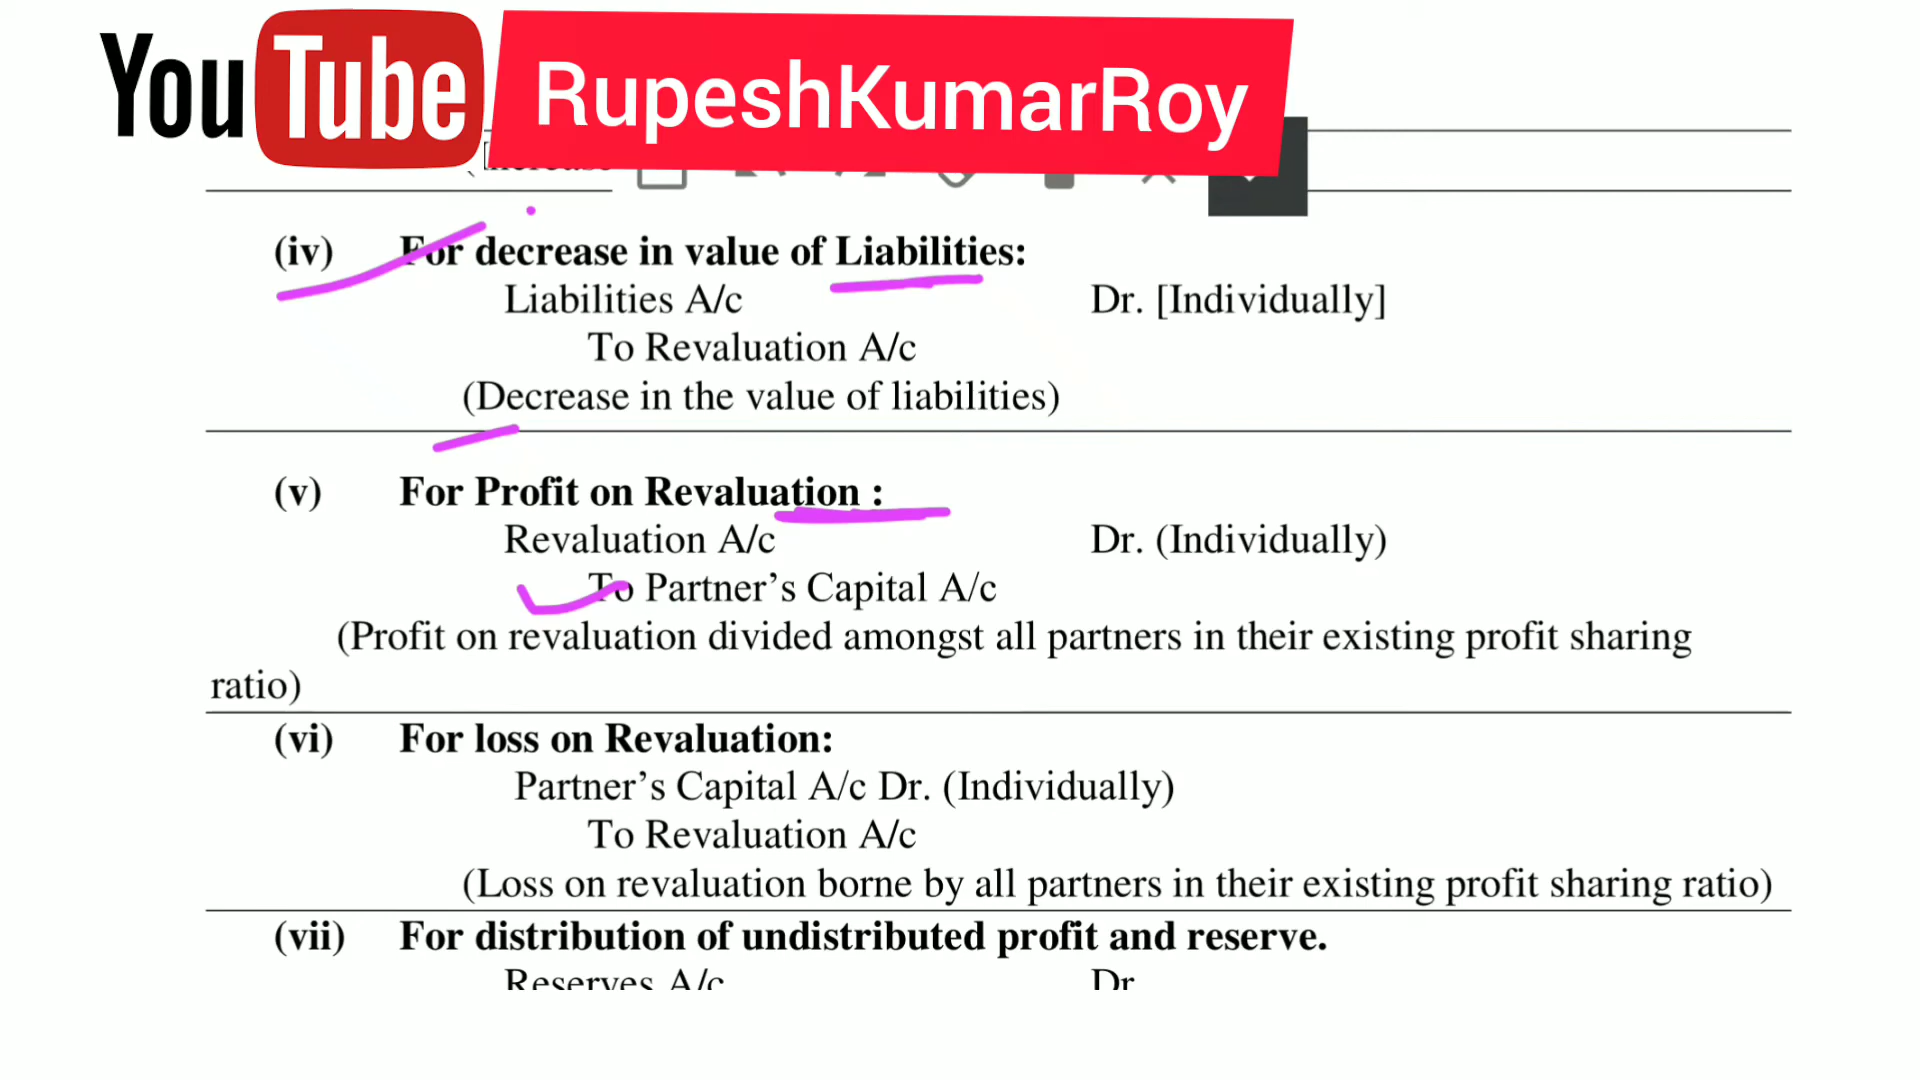 YouTube RupeshKumarRoy
(iv) For decrease in value of Liabilities:
Liabilities A/c Dr. [Individually]
To Revaluation A/c
(Decrease in the value of liabilities)
(v) For Profit on Revaluation :
Revaluation A/c Dr. (Individually)
To Partner’s Capital A/c
(Profit on revaluation divided amongst all partners in their existing profit sharing
ratio)
(vi) For loss on Revaluation:
Partner’s Capital A/c Dr. (Individually)
To Revaluation A/c
(Loss on revaluation borne by all partners in their existing profit sharing ratio)
(vii) For distribution of undistributed profit and reserve.
Reserves A/c Dr